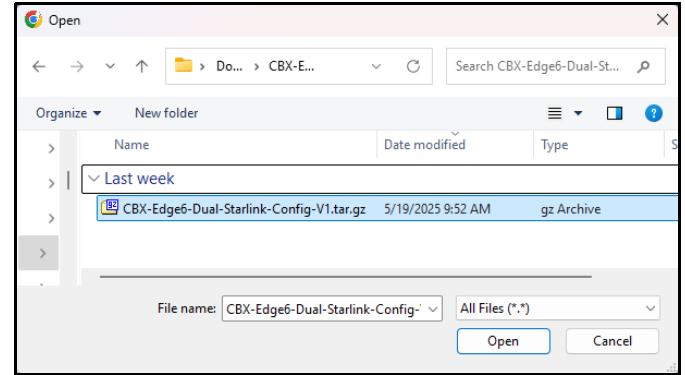 Open
Do... > CBX-E...
Search CBX-Edge6-Dual-St...
Organize
New folder
?
Name
Date modified
Type
S
Last week
CBX-Edge6-Dual-Starlink-Config-V1.tar.gz
5/19/2025 9:52 AM
gz Archive
File name:
CBX-Edge6-Dual-Starlink-Config-
All Files (*.*)
Open
Cancel